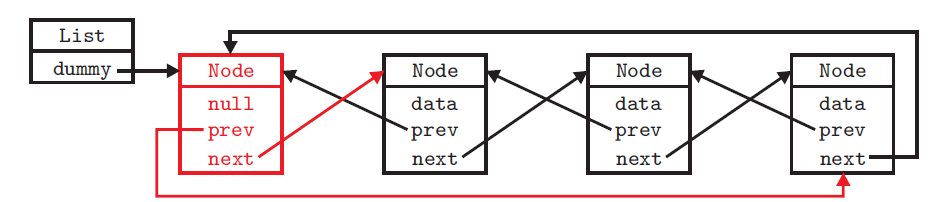 List
dummy
Node
null
prev
next
Node
data
prev
next
Node
data
prev
next
Node
data
prev
next